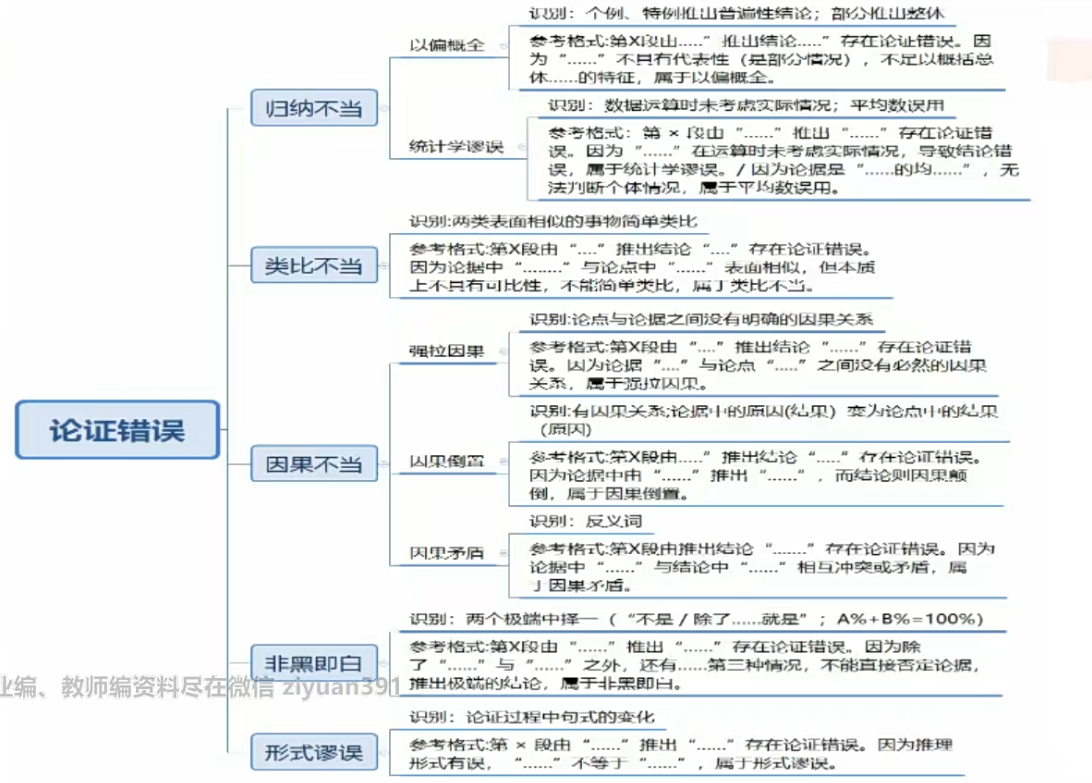 论证错误
归纳不当
以偏概全
识别：个例、特例推出普遍性结论；部分推出整体
参考格式:第X段由.....”推出结论.....”存在论证错误。因
为“......”不具有代表性（是部分情况），不足以概括总
体......的特征，属于以偏概全。
统计学谬误
识别：数据运算时未考虑实际情况；平均数误用
参考格式：第 × 段由“......”推出“......”存在论证错
误。因为“......”在运算时未考虑实际情况，导致结论错
误，属于统计学谬误。/ 因为论据是“......的均......”，无
法判断个体情况，属于平均数误用。
类比不当
识别:两类表面相似的事物简单类比
参考格式:第X段由“....”推出结论“....”存在论证错误。
因为论据中“.......”与论点中“......”表面相似，但本质
上不具有可比性，不能简单类比，属于类比不当。
因果不当
强拉因果
识别:论点与论据之间没有明确的因果关系
参考格式:第X段由“....”推出结论“......”存在论证错
误。因为论据“....”与论点“.....”之间没有必然的因果
关系，属于强拉因果。
因果倒置
识别:有因果关系;论据中的原因(结果）变为论点中的结果
（原因）
参考格式:第X段由.....”推出结论“.....”存在论证错误。
因为论据中由“......”推出“......”，而结论则因果颠
倒，属于因果倒置。
因果矛盾
识别：反义词
参考格式:第X段由推出结论“.......”存在论证错误。因为
论据中“......”与结论中“......”相互冲突或矛盾，属
于因果矛盾。
非黑即白
识别：两个极端中择一（“不是 / 除了......就是”；A%+B%=100%）
参考格式:第X段由“......”推出“......”存在论证错误。因为除
了“......”与“......”之外，还有......第三种情况，不能直接否定论据，
推出极端的结论，属于非黑即白。
形式谬误
识别：论证过程中句式的变化
参考格式:第 × 段由“......”推出“......”存在论证错误。因为推理
形式有误，“......”不等于“......”，属于形式谬误。
业编、教师编资料尽在微信 ziyuan391